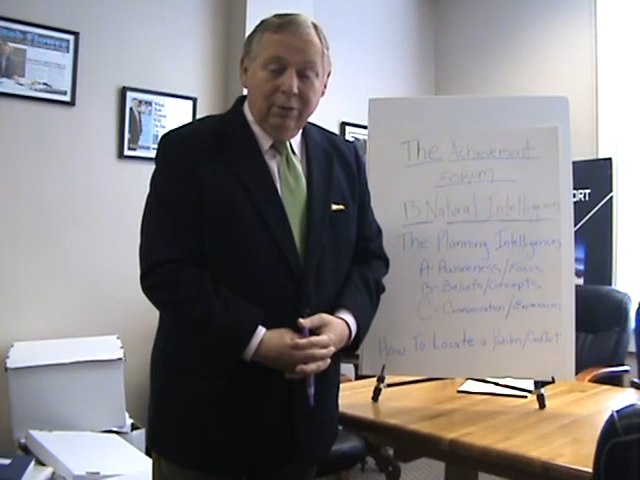 The Achievement
FORUM
13 Natural Intelligences
The Planning Intelligences
A-Awareness/Focus
B-Beliefs/Concepts
C-Communication/Expression
How To Locate a /Conflict
ORT